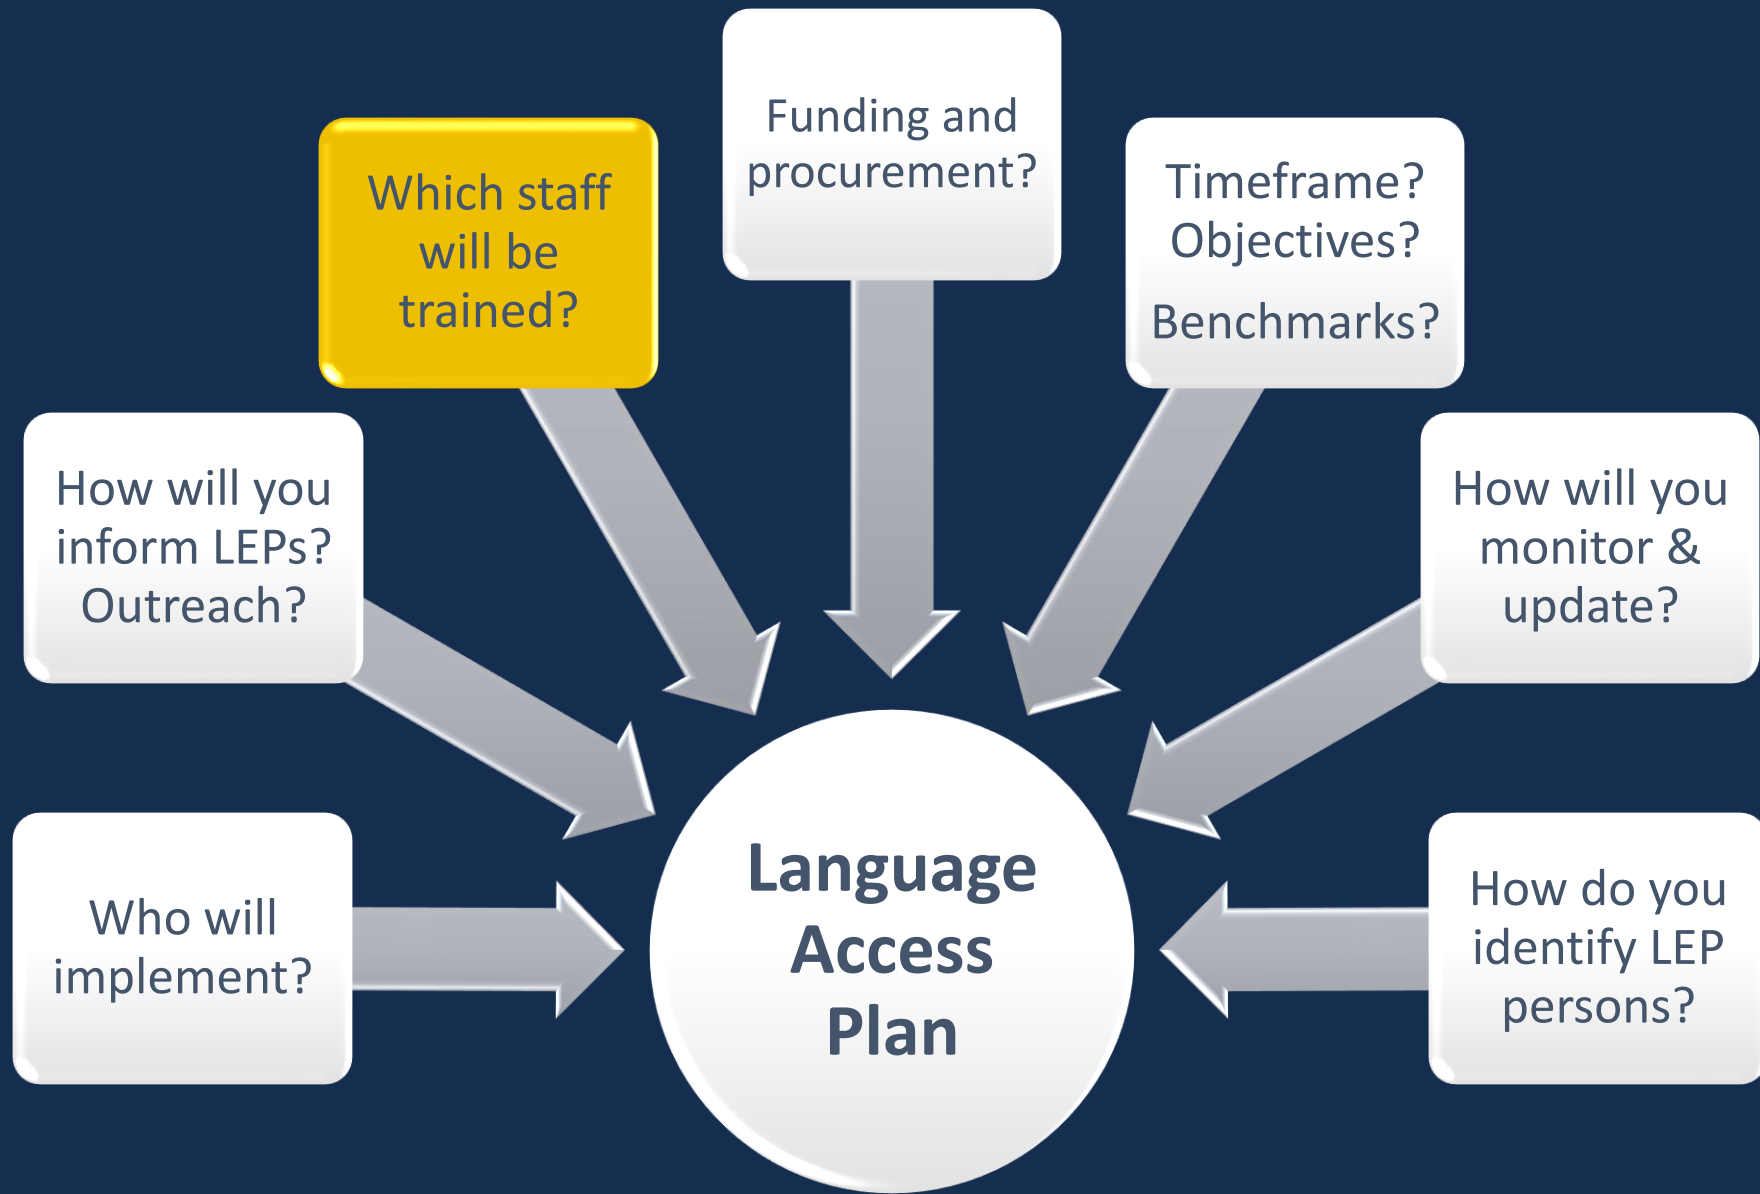 Funding and
procurement?
Which staff
will be
trained?
Timeframe?
Objectives?
Benchmarks?
How will you
inform LEPs?
Outreach?
How will you
monitor &
update?
Who will
implement?
How do you
identify LEP
persons?
Language
Access
Plan